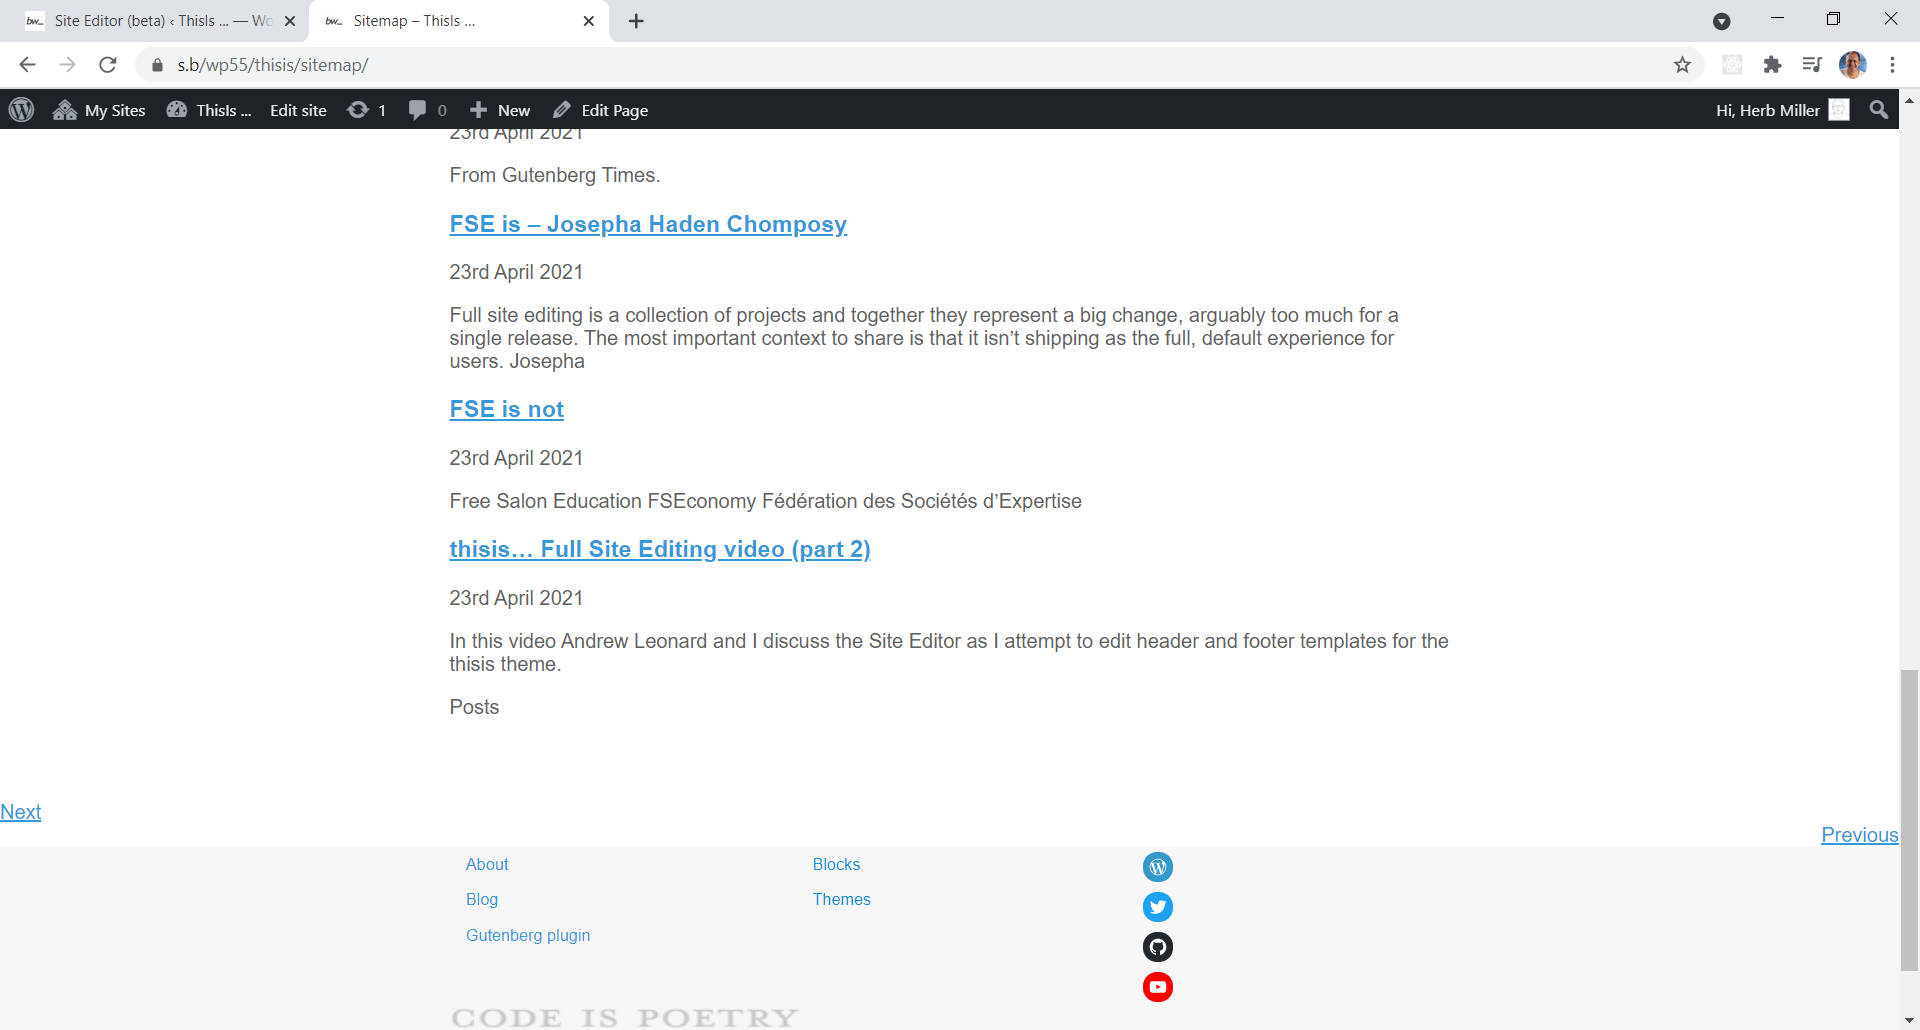 Site Editor (beta) ‹ ThisIs ... — Wo
Sitemap – ThisIs ...
s.b/wp55/thisis/sitemap/
My Sites ThisIs ... Edit site 1 0 New Edit Page Hi, Herb Miller
23rd April 2021
From Gutenberg Times.
FSE is – Josepha Haden Chomposy
23rd April 2021
Full site editing is a collection of projects and together they represent a big change, arguably too much for a
single release. The most important context to share is that it isn’t shipping as the full, default experience for
users. Josepha
FSE is not
23rd April 2021
Free Salon Education FSEconomy Fédération des Sociétés d’Expertise
thisis… Full Site Editing video (part 2)
23rd April 2021
In this video Andrew Leonard and I discuss the Site Editor as I attempt to edit header and footer templates for the
thisis theme.
Posts
Next
Previous
About
Blog
Gutenberg plugin
Blocks
Themes
CODE IS POETRY